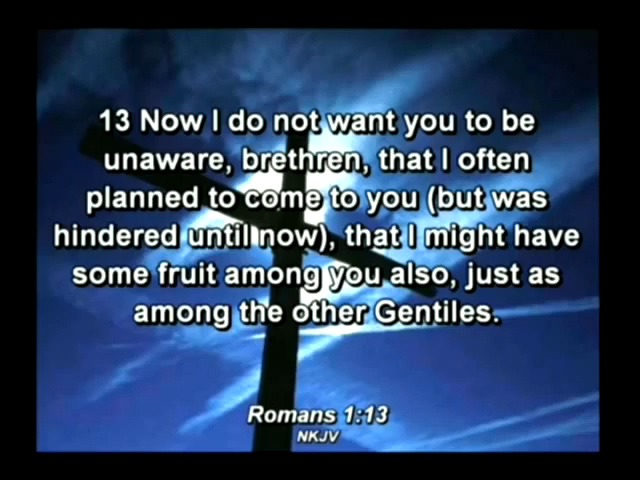 13 Now I do not want you to be
unaware, brethren, that I often
planned to come to you (but was
hindered until now), that I might have
some fruit among you also, just as
among the other Gentiles.
Romans 1:13
NKJV